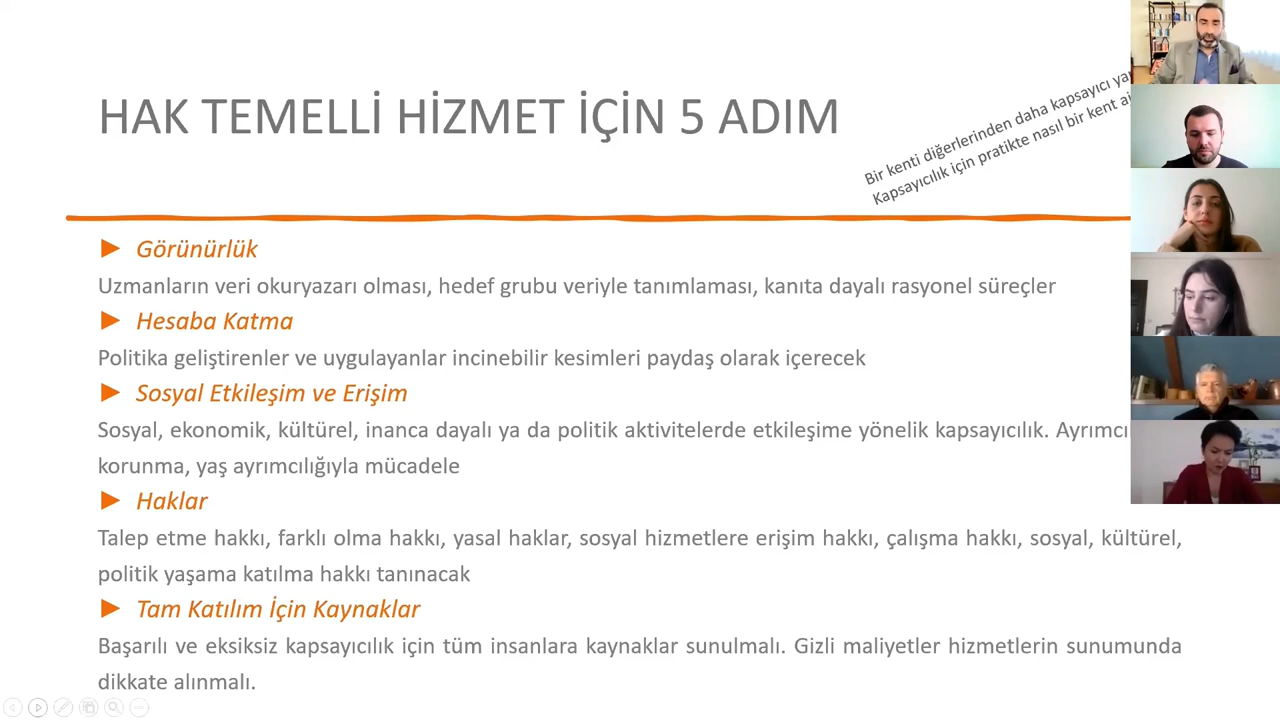 HAK TEMELLİ HİZMET İÇİN 5 ADIM
Bir kenti diğerlerinden daha kapsayıcı
Kapsayıcılık için pratikte nasıl bir kent
► Görünürlük
Uzmanların veri okuryazarı olması, hedef grubu veriyle tanımlaması, kanıta dayalı rasyonel süreçler
► Hesaba Katma
Politika geliştirenler ve uygulayanlar incinebilir kesimleri paydaş olarak içerecek
► Sosyal Etkileşim ve Erişim
Sosyal, ekonomik, kültürel, inanca dayalı ya da politik aktivitelerde etkileşime yönelik kapsayıcılık.
korunma, yaş ayrımcılığıyla mücadele
► Haklar
Talep etme hakkı, farklı olma hakkı, yasal haklar, sosyal hizmetlere erişim hakkı, çalışma hakkı, sosyal, kültürel,
politik yaşama katılma hakkı tanınacak
► Tam Katılım İçin Kaynaklar
Başarılı ve eksiksiz kapsayıcılık için tüm insanlara kaynaklar sunulmalı. Gizli maliyetler hizmetlerin sunumunda
dikkate alınmalı.